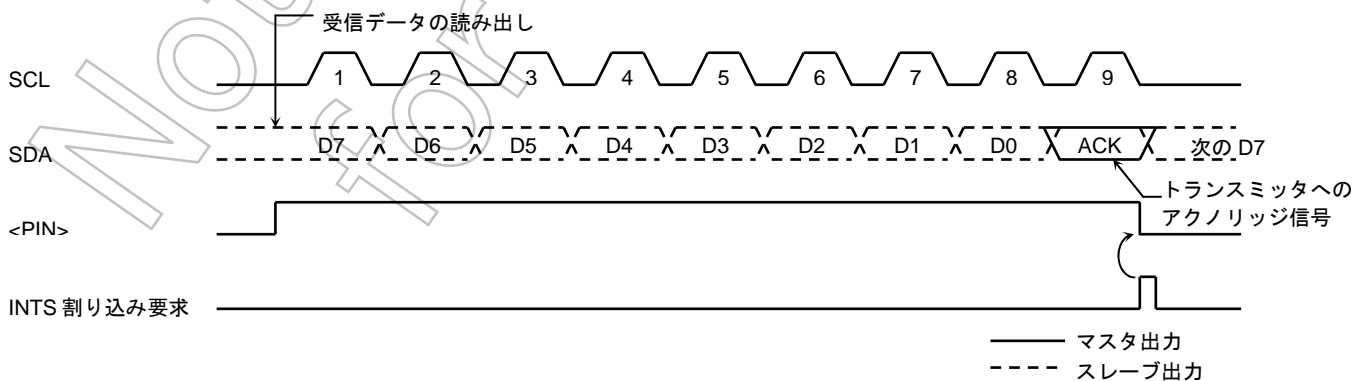 受信データの読み出し
SCL 1 2 3 4 5 6 7 8 9
SDA D7 D6 D5 D4 D3 D2 D1 D0 ACK 次の D7
トランスミッタへの
アクノリッジ信号
<PIN>
INTS 割り込み要求
マスタ出力
スレーブ出力
for